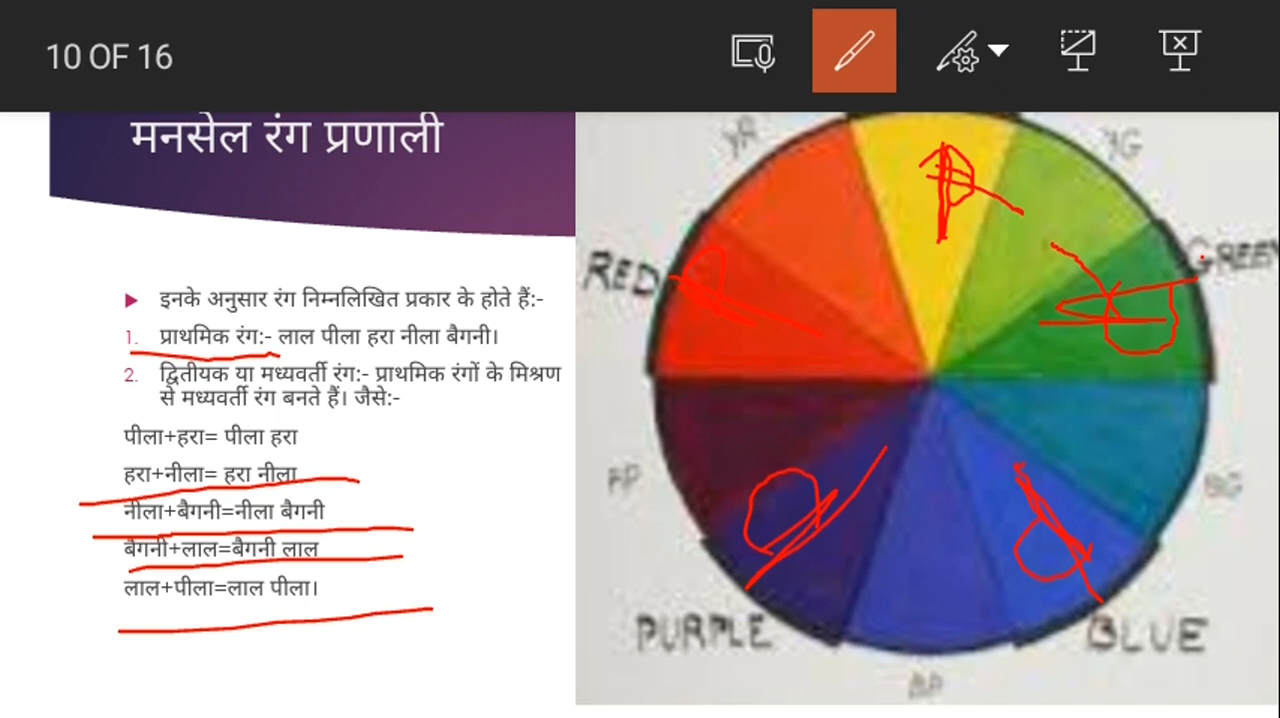 10 OF 16
मनसेल रंग प्रणाली
इनके अनुसार रंग निम्नलिखित प्रकार के होते हैं:-
1. प्राथमिक रंग:- लाल पीला हरा नीला बैगनी।
2. द्वितीयक या मध्यवर्ती रंग:- प्राथमिक रंगों के मिश्रण
से मध्यवर्ती रंग बनते हैं। जैसे:-
पीला+हरा= पीला हरा
हरा+नीला= हरा नीला
नीला+बैगनी=नीला बैगनी
बैगनी+लाल=बैगनी लाल
लाल+पीला=लाल पीला।
YR
YG
RED
GREEN
RP
BG
PURPLE
BLUE
BP